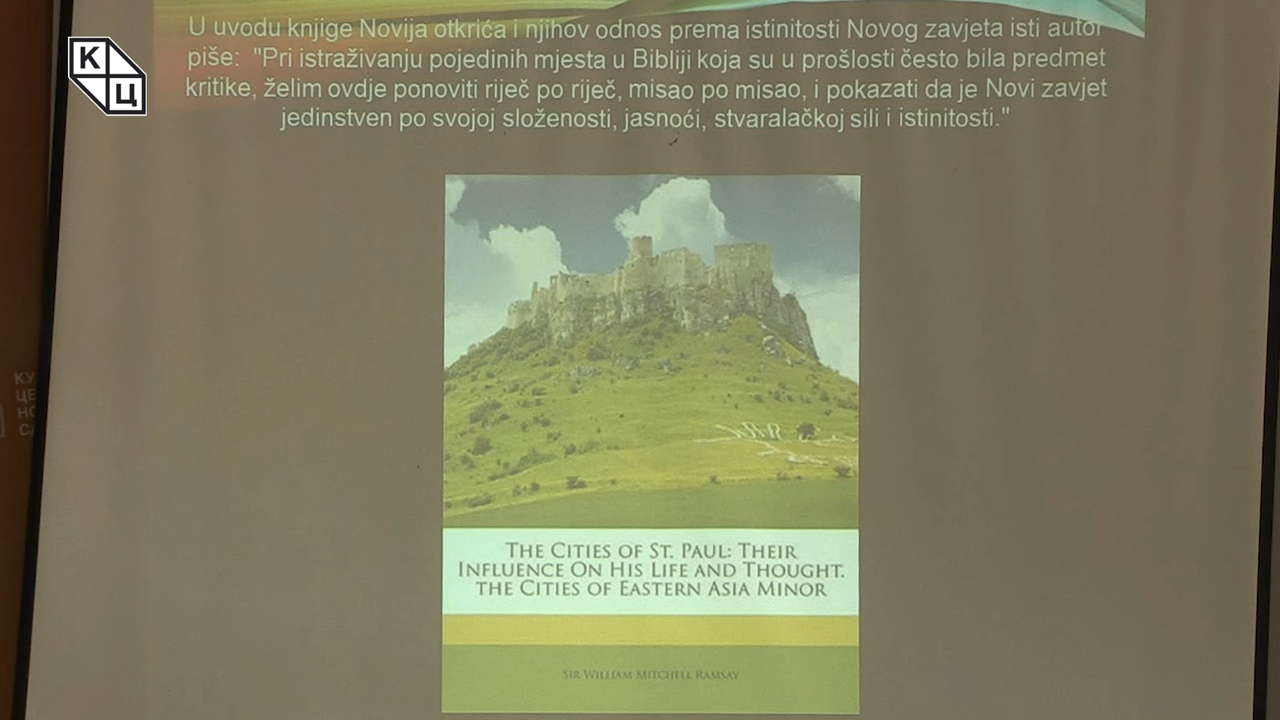 U uvodu knjige Novija otkrića i njihov odnos prema istinitosti Novog zavjeta isti autor
piše: "Pri istraživanju pojedinih mjesta u Bibliji koja su u prošlosti često bila predmet
kritike, želim ovdje ponoviti riječ po riječ, misao po misao, i pokazati da je Novi zavjet
jedinstven po svojoj složenosti, jasnoći, stvaralačkoj sili i istinitosti."
К
Ц
THE CITIES OF ST. PAUL: THEIR
INFLUENCE ON HIS LIFE AND THOUGHT.
THE CITIES OF EASTERN ASIA MINOR
SIR WILLIAM MITCHELL RAMSAY